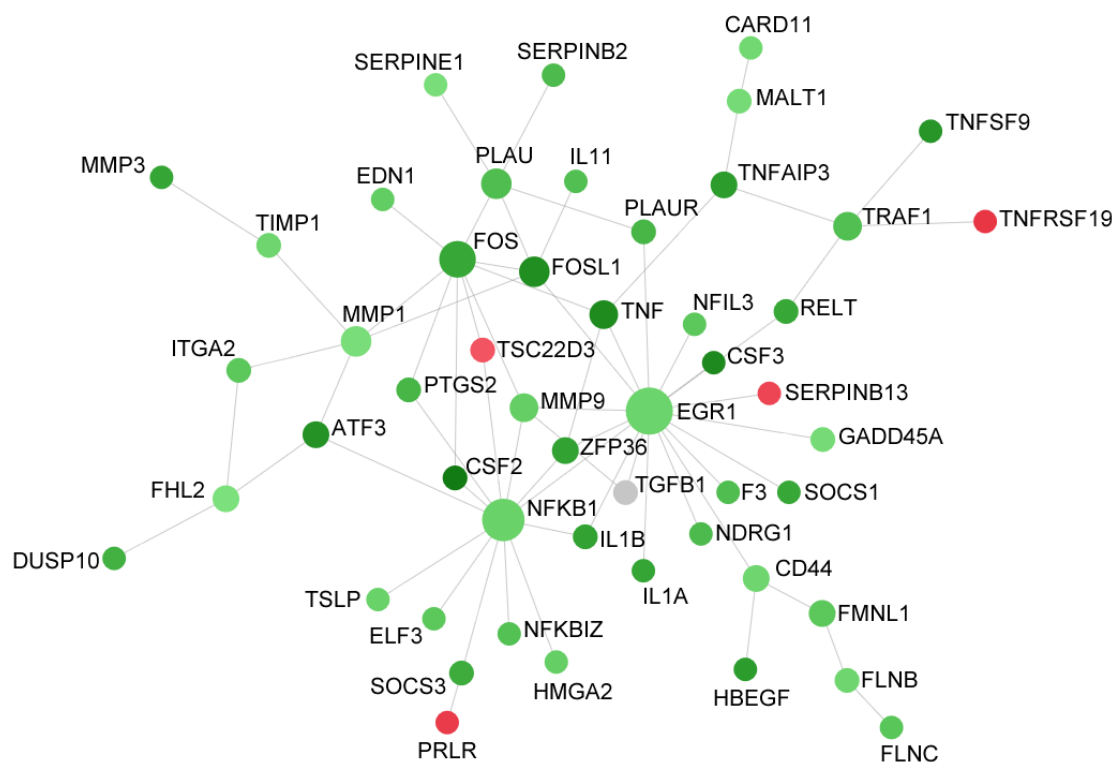 CARD11
SERPINB2
SERPINE1
MALT1
TNFSF9
MMP3
PLAU
IL11
TNFAIP3
EDN1
PLAUR
TRAF1
TNFRSF19
TIMP1
FOS
FOSL1
NFIL3
RELT
MMP1
TNF
ITGA2
TSC22D3
CSF3
PTGS2
SERPINB13
MMP9
EGR1
ATF3
ZFP36
GADD45A
CSF2
TGFB1
F3
SOCS1
FHL2
NFKB1
IL1B
NDRG1
DUSP10
CD44
IL1A
TSLP
FMNL1
ELF3
NFKBIZ
SOCS3
HMGA2
HBEGF
FLNB
PRLR
FLNC